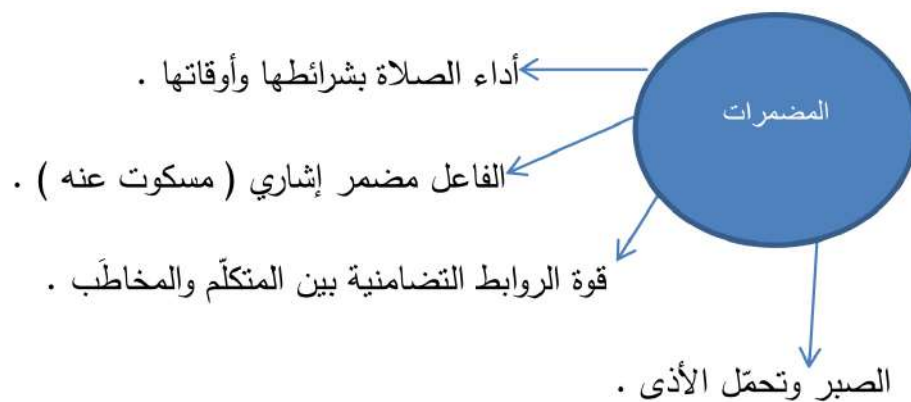 المضمرات
أداء الصلاة بشرائطها وأوقاتها .
الفاعل مضمر إشاري ( مسكوت عنه ) .
قوة الروابط التضامنية بين المتكلّم والمخاطَب .
الصبر وتحمّل الأذى .